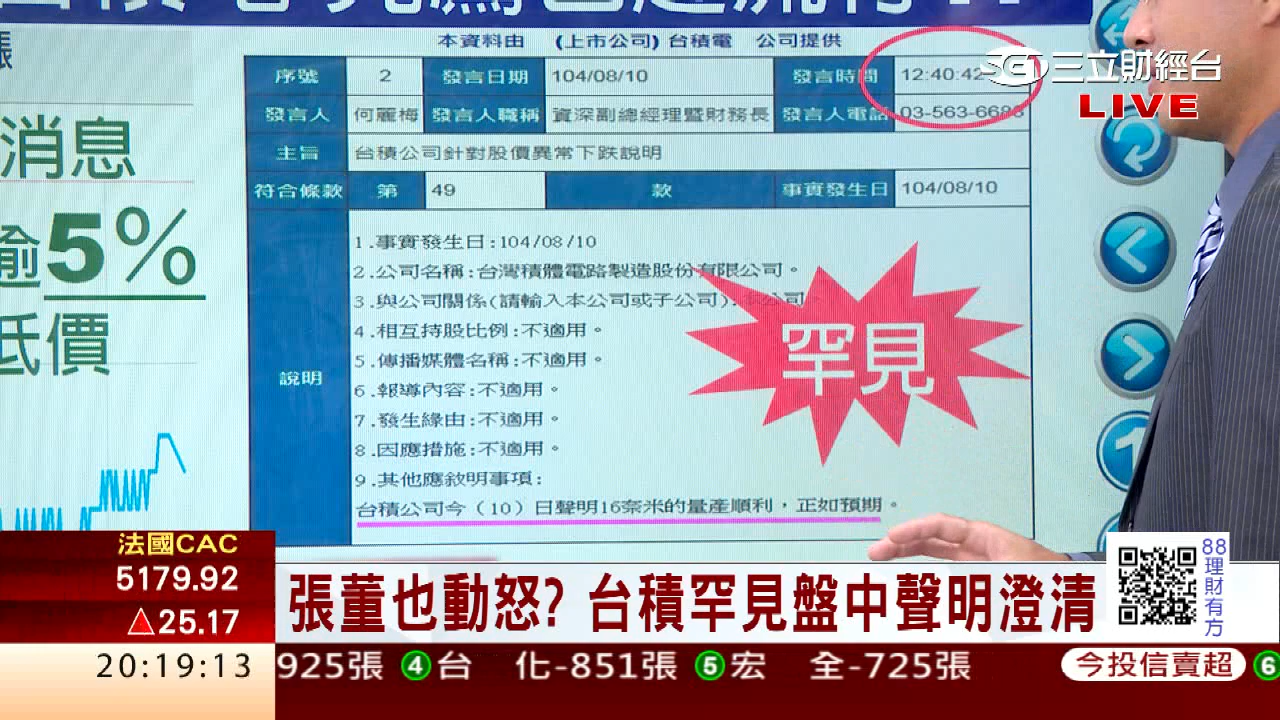 本資料由 (上市公司) 台積電 公司提供
序號 2 發言日期 104/08/10 發言時間 12:40:42
發言人 何麗梅 發言人職稱 資深副總經理暨財務長 發言人電話 03-563-6688
主旨 台積公司針對股價異常下跌說明
符合條款 第 49 款 事實發生日 104/08/10
說明
1.事實發生日:104/08/10
2.公司名稱:台灣積體電路製造股份有限公司。
3.與公司關係(請輸入本公司或子公司):本公司。
4.相互持股比例:不適用。
5.傳播媒體名稱:不適用。
6.報導內容:不適用。
7.發生緣由:不適用。
8.因應措施:不適用。
9.其他應敘明事項:
台積公司今（10）日聲明16奈米的量產順利，正如預期。
罕見
消息
逾5%
低價
三立財經台
LIVE
法國CAC
5179.92
△25.17
張董也動怒? 台積罕見盤中聲明澄清
88理財有方
20:19:13
925張 4台 化-851張 5宏 全-725張 今投信賣超 6